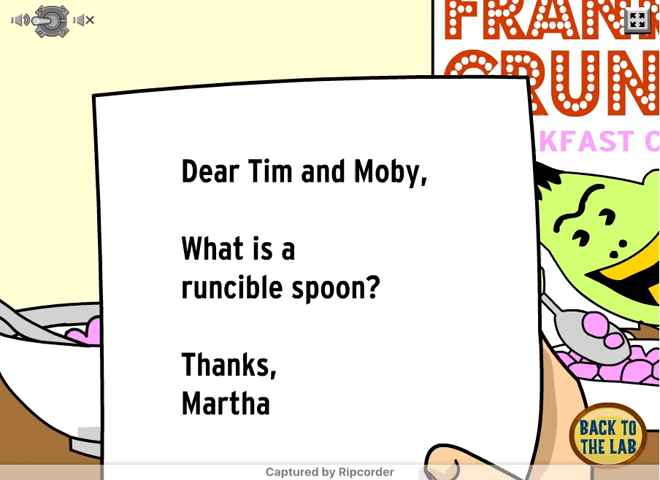 FRAN
CRUN
KFAST C
Dear Tim and Moby,
What is a
runcible spoon?
Thanks,
Martha
BACK TO
THE LAB
Captured by Ripcorder